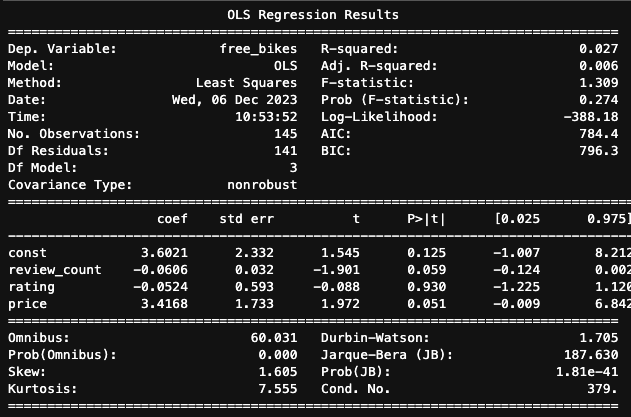 OLS Regression Results
==============================================================================
Dep. Variable: free_bikes R-squared: 0.027
Model: OLS Adj. R-squared: 0.006
Method: Least Squares F-statistic: 1.309
Date: Wed, 06 Dec 2023 Prob (F-statistic): 0.274
Time: 10:53:52 Log-Likelihood: -388.18
No. Observations: 145 AIC: 784.4
Df Residuals: 141 BIC: 796.3
Df Model: 3
Covariance Type: nonrobust
==============================================================================
coef std err t P>|t| [0.025 0.975]
------------------------------------------------------------------------------
const 3.6021 2.332 1.545 0.125 -1.007 8.212
review_count -0.0606 0.032 -1.901 0.059 -0.124 0.002
rating -0.0524 0.593 -0.088 0.930 -1.225 1.120
price 3.4168 1.733 1.972 0.051 -0.009 6.842
==============================================================================
Omnibus: 60.031 Durbin-Watson: 1.705
Prob(Omnibus): 0.000 Jarque-Bera (JB): 187.630
Skew: 1.605 Prob(JB): 1.81e-41
Kurtosis: 7.555 Cond. No. 379.
==============================================================================